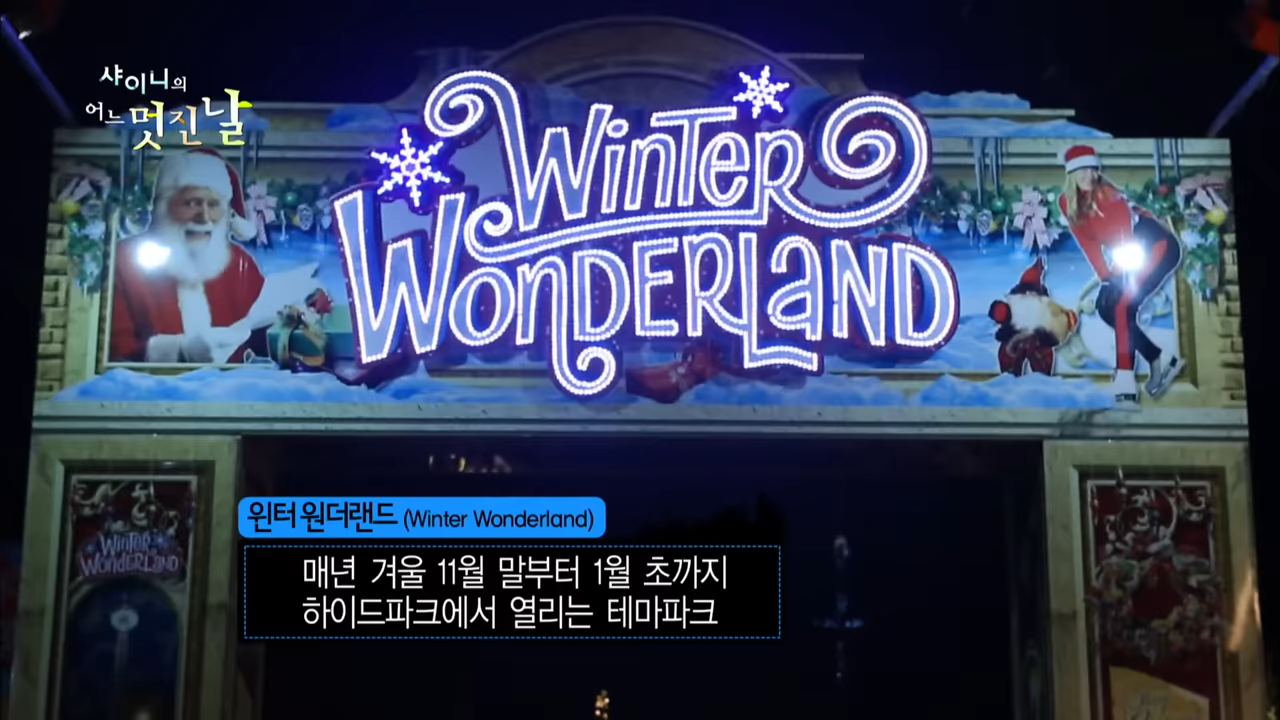 샤이니의
어느 멋진 날
Winter
Wonderland
Winter
Wonderland
윈터 원더랜드 (Winter Wonderland)
매년 겨울 11월 말부터 1월 초까지
하이드파크에서 열리는 테마파크